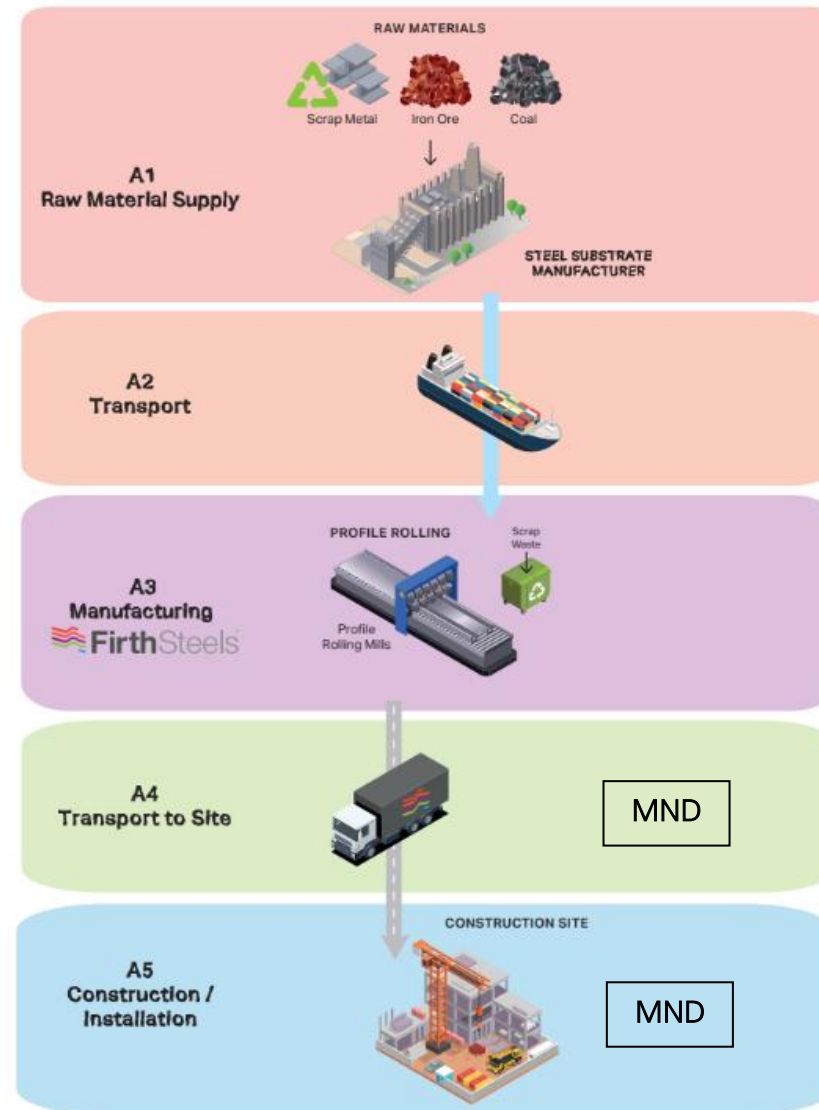 RAW MATERIALS
Scrap Metal
Iron Ore
Coal
A1
Raw Material Supply
STEEL SUBSTRATE
MANUFACTURER
A2
Transport
PROFILE ROLLING
Scrap
Waste
A3
Manufacturing
FirthSteels
Profile
Rolling Mills
A4
Transport to Site
MND
CONSTRUCTION SITE
A5
Construction /
Installation
MND